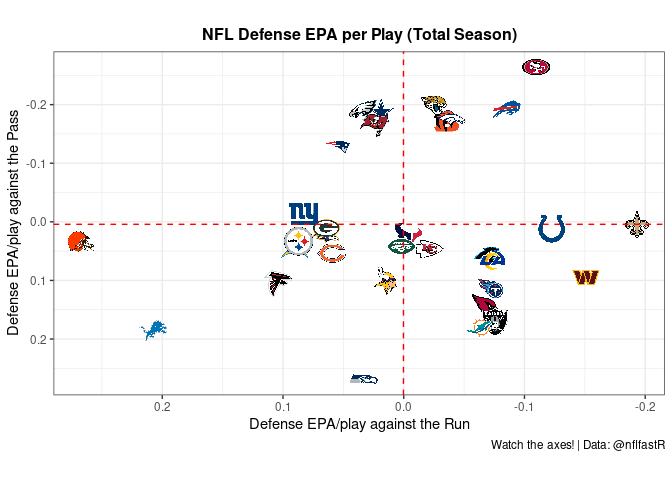 NFL Defense EPA per Play (Total Season)
Defense EPA/play against the Pass
-0.2
-0.1
0.0
0.1
0.2
ny
W
0.2
0.1
0.0
-0.1
-0.2
Defense EPA/play against the Run
Watch the axes! | Data: @nflfastR